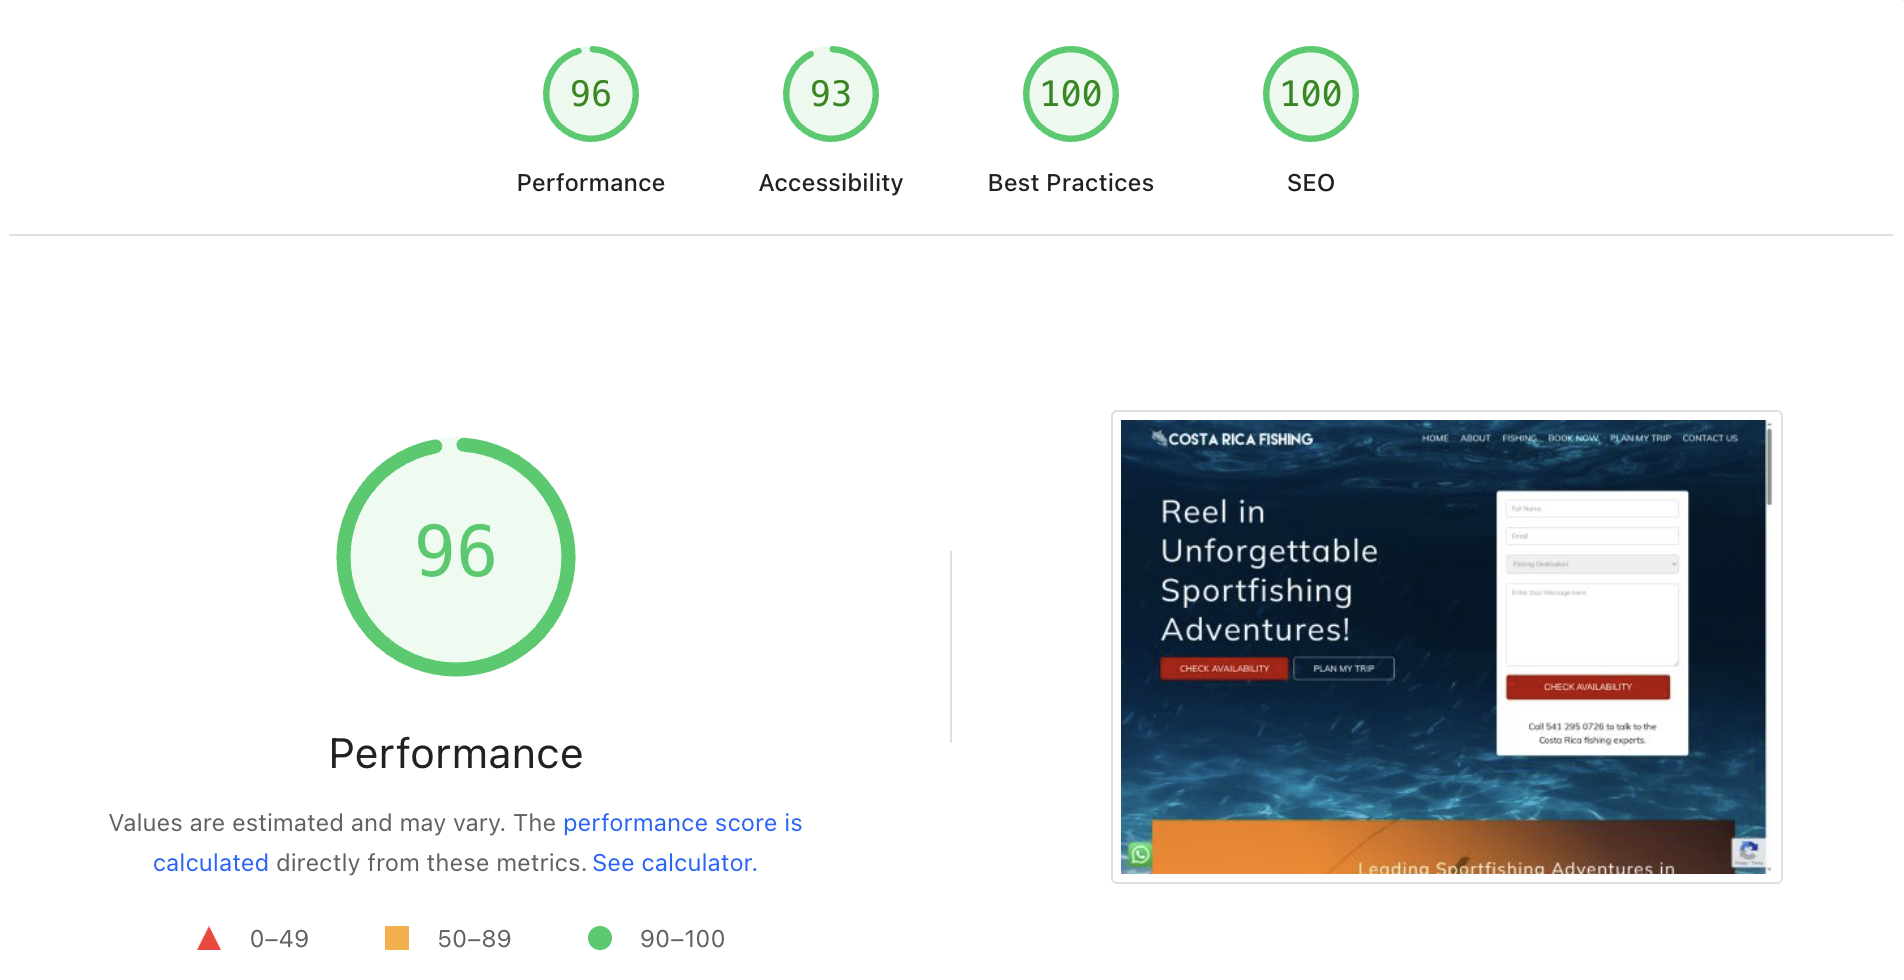 96
93
100
100
Performance
Accessibility
Best Practices
SEO
96
Performance
Values are estimated and may vary. The performance score is
calculated directly from these metrics. See calculator.
0–49
50–89
90–100
COSTA RICA FISHING
HOME
ABOUT
FISHING
BOOK NOW
PLAN MY TRIP
CONTACT US
Reel in
Unforgettable
Sportfishing
Adventures!
CHECK AVAILABILITY
PLAN MY TRIP
Full Name
Email
Fishing Destination
Enter Your Message Here
CHECK AVAILABILITY
Call 541 295 0726 to talk to the
Costa Rica fishing experts.
Leading Sportfishing Adventures in